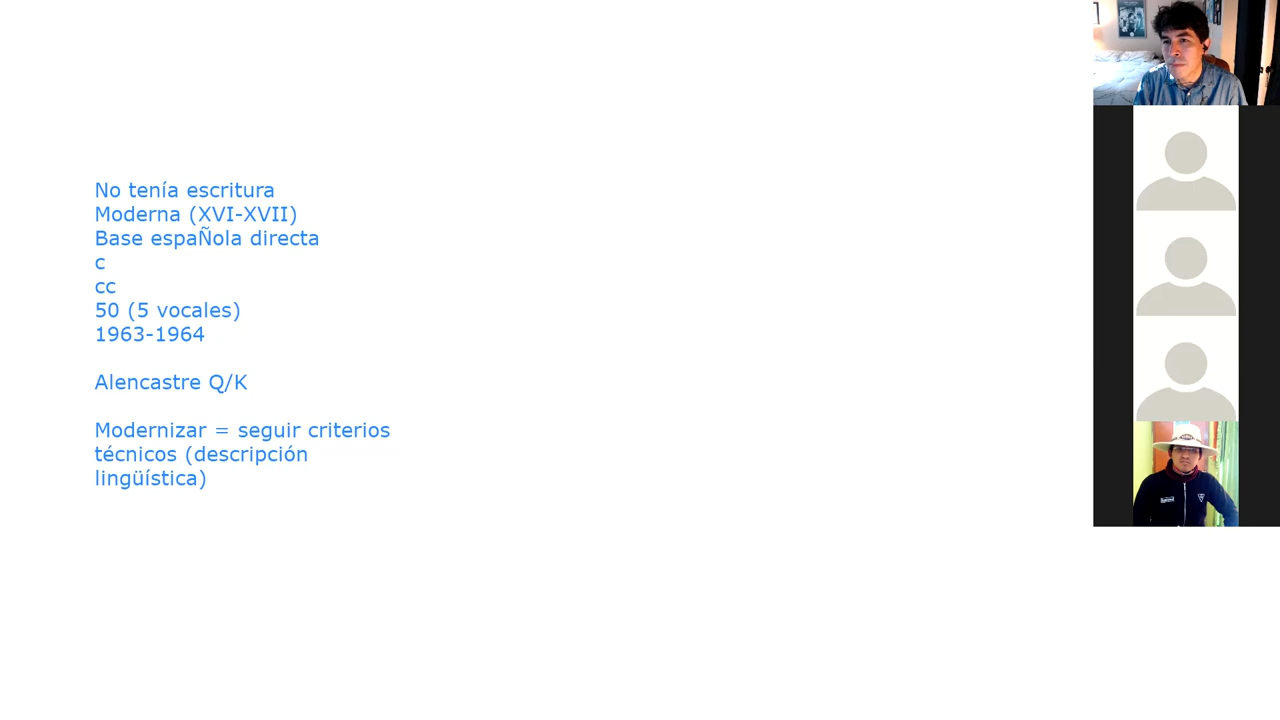 No tenía escritura
Moderna (XVI-XVII)
Base espaÑola directa
c
cc
50 (5 vocales)
1963-1964
Alencastre Q/K
Modernizar = seguir criterios
técnicos (descripción
lingüística)